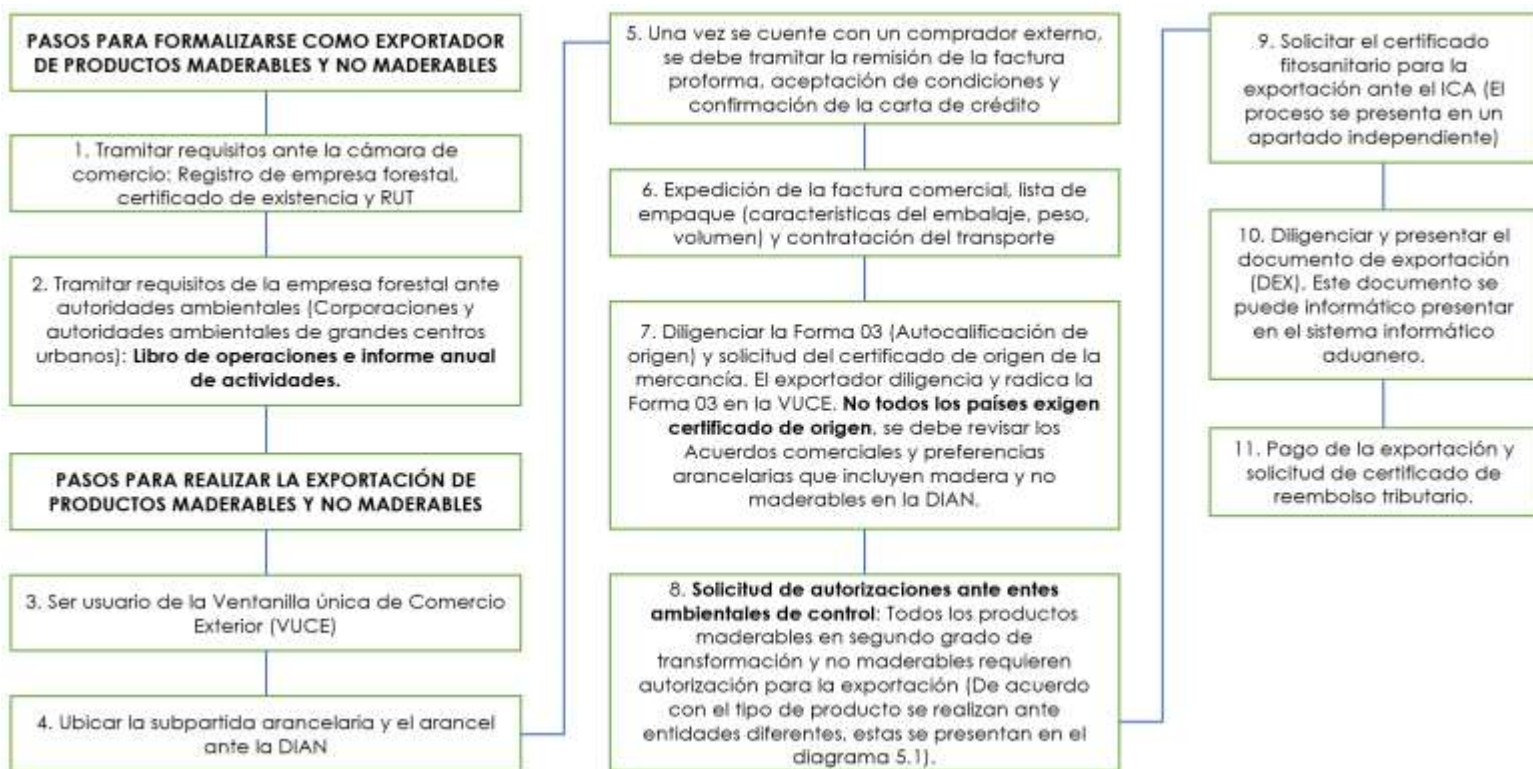 PASOS PARA FORMALIZARSE COMO EXPORTADOR
DE PRODUCTOS MADERABLES Y NO MADERABLES
1. Tramitar requisitos ante la cámara de
comercio: Registro de empresa forestal,
certificado de existencia y RUT
2. Tramitar requisitos de la empresa forestal ante
autoridades ambientales (Corporaciones y
autoridades ambientales de grandes centros
urbanos): Libro de operaciones e informe anual
de actividades.
PASOS PARA REALIZAR LA EXPORTACIÓN DE
PRODUCTOS MADERABLES Y NO MADERABLES
3. Ser usuario de la Ventanilla única de Comercio
Exterior (VUCE)
4. Ubicar la subpartida arancelaria y el arancel
ante la DIAN
5. Una vez se cuente con un comprador externo,
se debe tramitar la remisión de la factura
proforma, aceptación de condiciones y
confirmación de la carta de crédito
6. Expedición de la factura comercial, lista de
empaque (características del embalaje, peso,
volumen) y contratación del transporte
7. Diligenciar la Forma 03 (Autocalificación de
origen) y solicitud del certificado de origen de la
mercancía. El exportador diligencia y radica la
Forma 03 en la VUCE. No todos los países exigen
certificado de origen, se debe revisar los
Acuerdos comerciales y preferencias
arancelarias que incluyen madera y no
maderables en la DIAN.
8. Solicitud de autorizaciones ante entes
ambientales de control: Todos los productos
maderables en segundo grado de
transformación y no maderables requieren
autorización para la exportación (De acuerdo
con el tipo de producto se realizan ante
entidades diferentes, estas se presentan en el
diagrama 5.1).
9. Solicitar el certificado
fitosanitario para la
exportación ante el ICA (El
proceso se presenta en un
apartado independiente)
10. Diligenciar y presentar el
documento de exportación
(DEX). Este documento se
puede informático presentar
en el sistema informático
aduanero.
11. Pago de la exportación y
solicitud de certificado de
reembolso tributario.